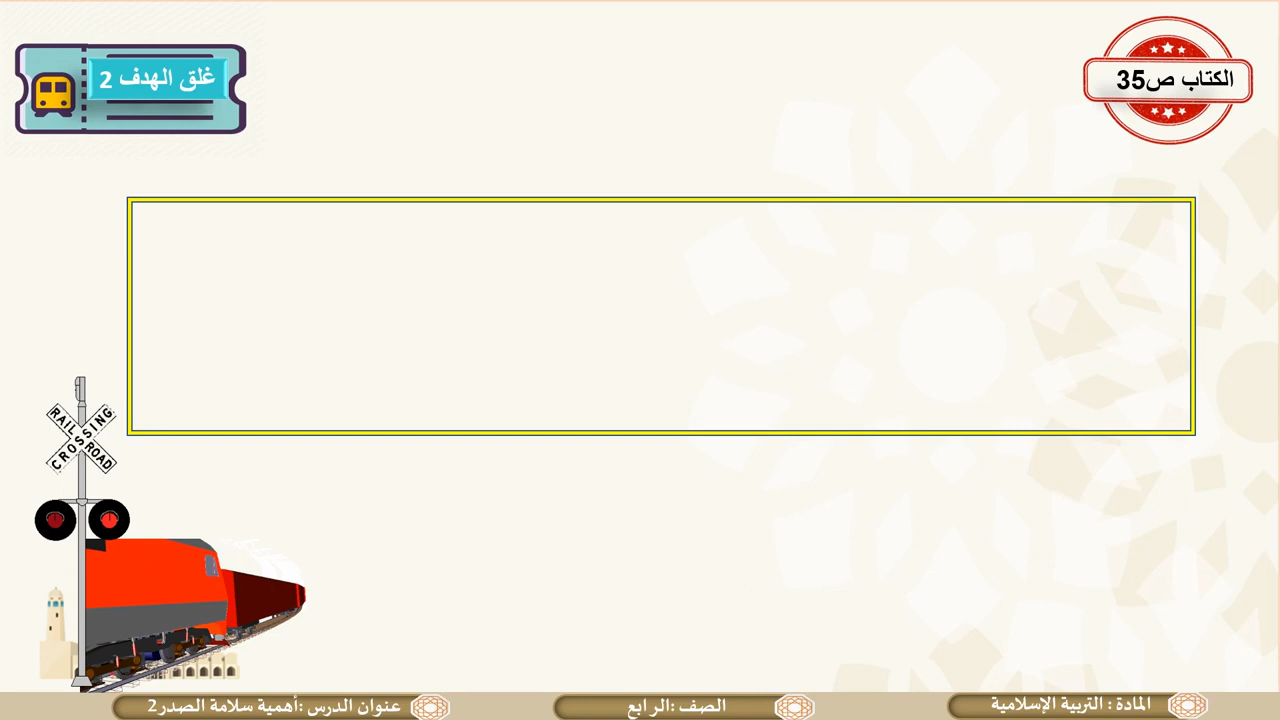 الكتاب ص35
غلق الهدف 2
RAIL ROAD
CROSSING
المادة : التربية الإسلامية
الصف :الرابع
عنوان الدرس :أهمية سلامة الصدر2